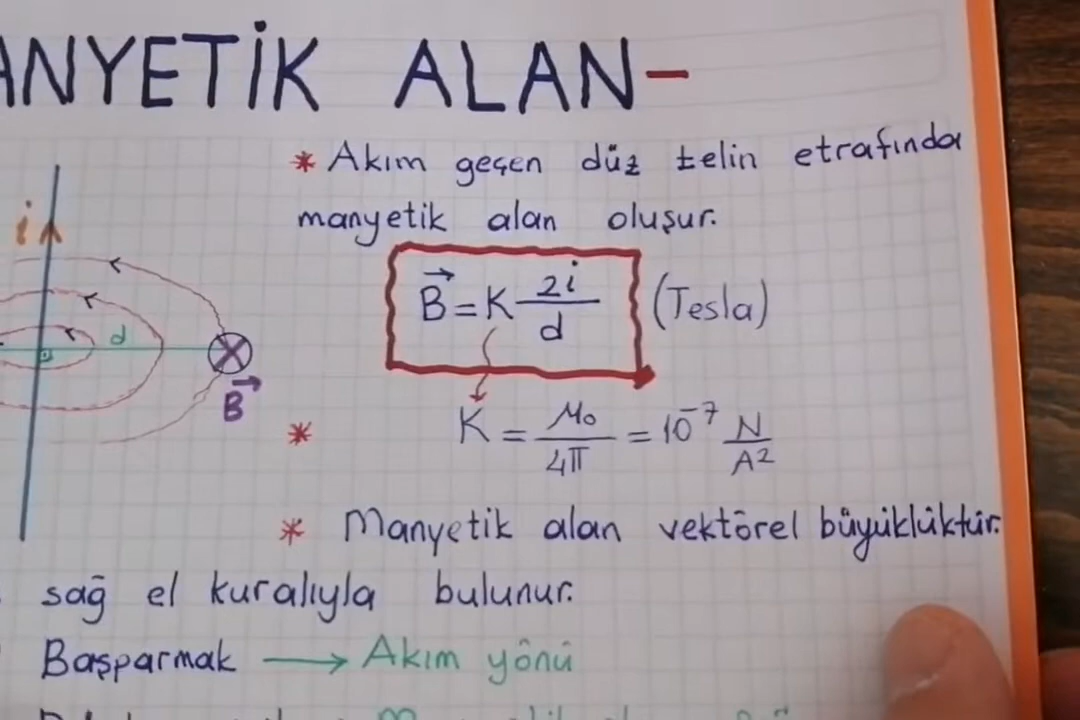 ANYETİK ALAN-
* Akım geçen düz telin etrafında
manyetik alan oluşur.
i
d
B
B = K 2i/d (Tesla)
* K = μ₀/4π = 10⁻⁷ N/A²
* Manyetik alan vektörel büyüklüktür.
sağ el kuralıyla bulunur.
Başparmak → Akım yönü